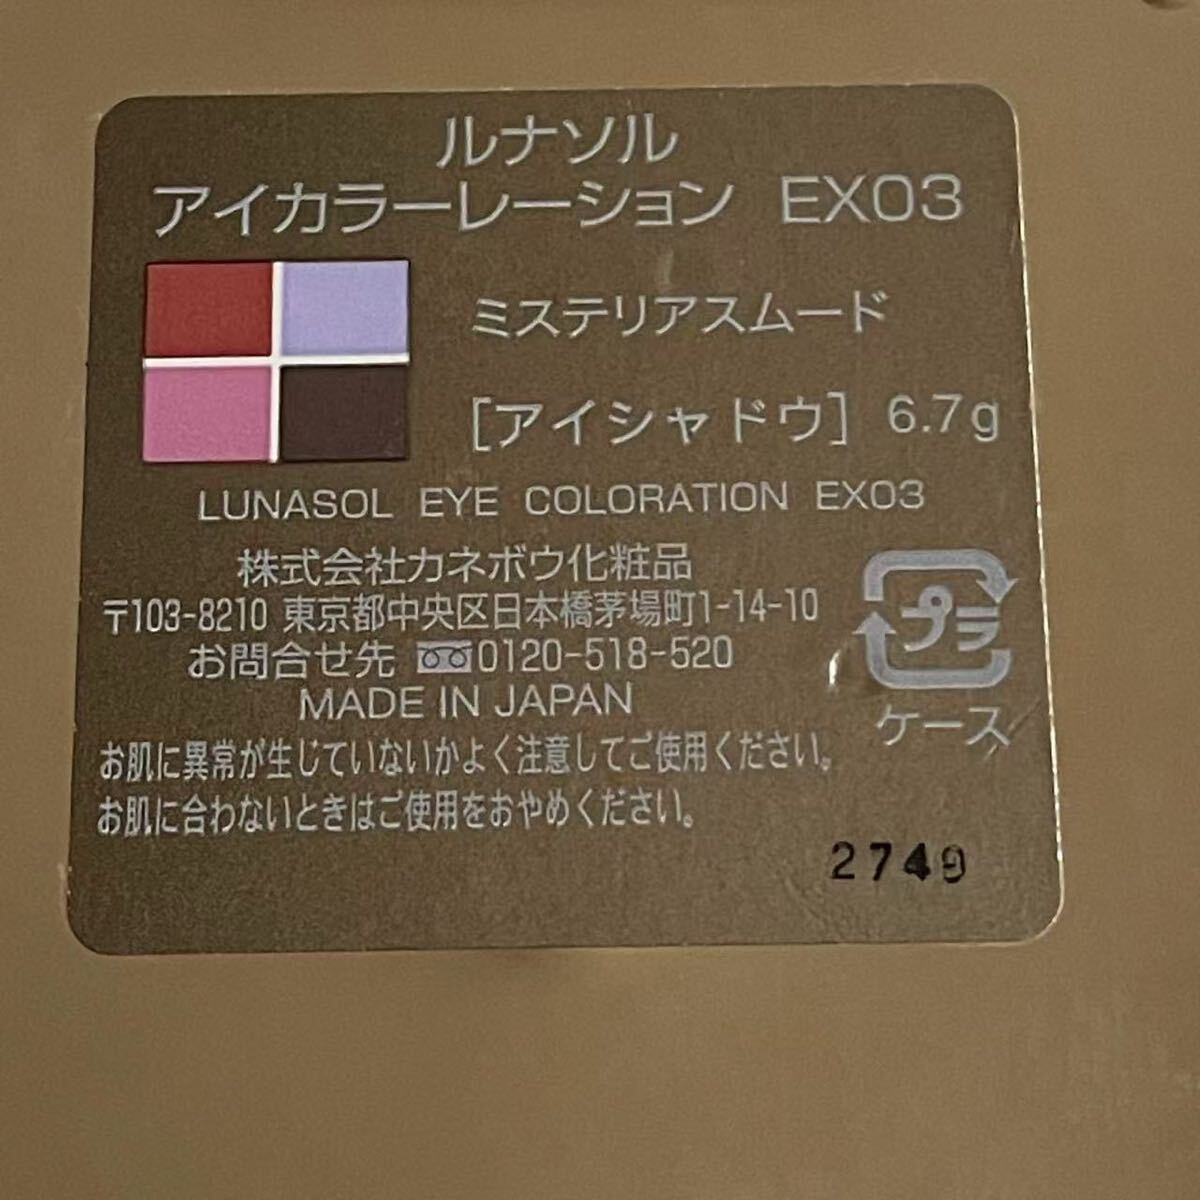 ルナソル
アイカラーレーション EX03
ミステリアスムード
[アイシャドウ] 6.7g
LUNASOL EYE COLORATION EX03
株式会社カネボウ化粧品
〒103-8210 東京都中央区日本橋茅場町1-14-10
お問合せ先 0120-518-520
MADE IN JAPAN
プラ
ケース
お肌に異常が生じていないかよく注意してご使用ください。
お肌に合わないときはご使用をおやめください。
2749